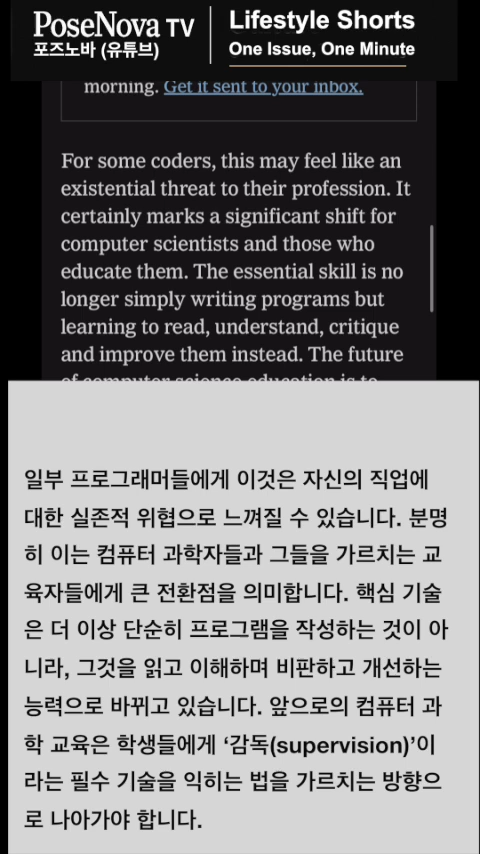 PoseNova TV
포즈노바 (유튜브)
Lifestyle Shorts
One Issue, One Minute
morning. Get it sent to your inbox.
For some coders, this may feel like an
existential threat to their profession. It
certainly marks a significant shift for
computer scientists and those who
educate them. The essential skill is no
longer simply writing programs but
learning to read, understand, critique
and improve them instead. The future
of computer science education is to
일부 프로그래머들에게 이것은 자신의 직업에
대한 실존적 위협으로 느껴질 수 있습니다. 분명
히 이는 컴퓨터 과학자들과 그들을 가르치는 교
육자들에게 큰 전환점을 의미합니다. 핵심 기술
은 더 이상 단순히 프로그램을 작성하는 것이 아
니라, 그것을 읽고 이해하며 비판하고 개선하는
능력으로 바뀌고 있습니다. 앞으로의 컴퓨터 과
학 교육은 학생들에게 ‘감독(supervision)’이
라는 필수 기술을 익히는 법을 가르치는 방향으
로 나아가야 합니다.